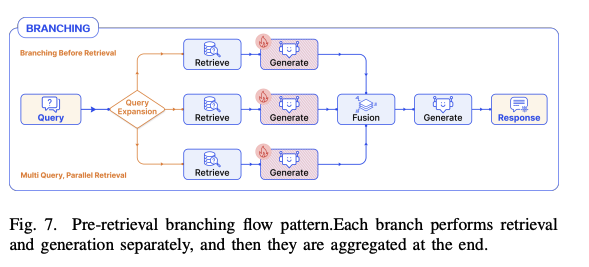 BRANCHING
Branching Before Retrieval
Retrieve
Generate
Query
Query
Expansion
Retrieve
Generate
Fusion
Generate
Response
Retrieve
Generate
Multi Query, Parallel Retrieval
Fig. 7. Pre-retrieval branching flow pattern.Each branch performs retrieval
and generation separately, and then they are aggregated at the end.